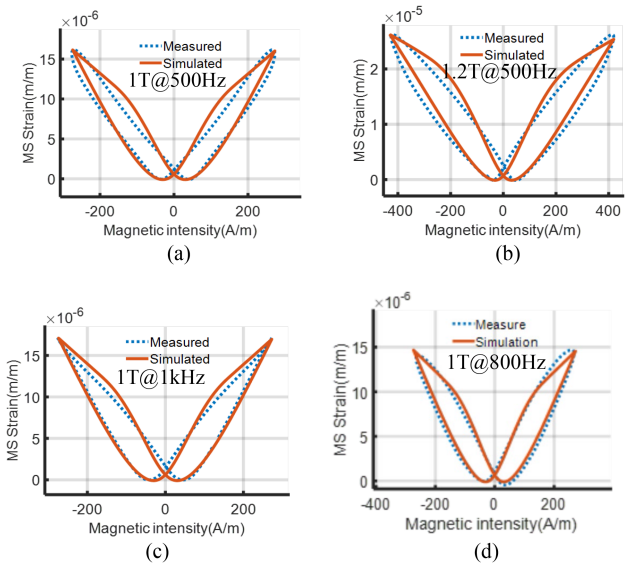 ×10⁻⁶
Measured
Simulated
1T@500Hz
15
10
5
0
MS Strain(m/m)
-200 0 200
Magnetic intensity(A/m)
(a)
×10⁻⁵
Measured
Simulated
1.2T@500Hz
2
1
0
MS Strain(m/m)
-400 -200 0 200 400
Magnetic intensity(A/m)
(b)
×10⁻⁶
Measured
Simulated
1T@1kHz
15
10
5
0
MS Strain(m/m)
-200 0 200
Magnetic intensity(A/m)
(c)
×10⁻⁶
Measure
Simulation
1T@800Hz
15
10
5
0
MS Strain(m/m)
-400 -200 0 200
Magnetic intensity(A/m)
(d)